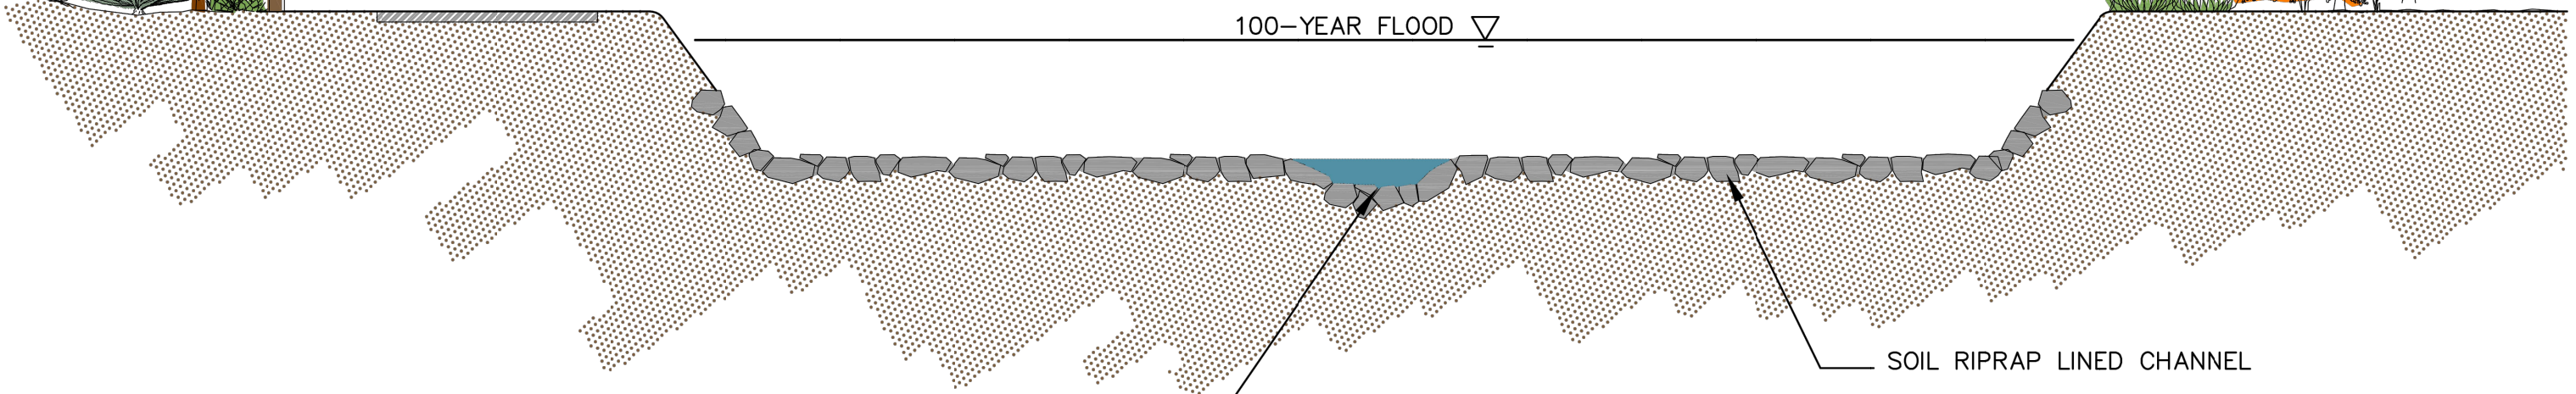 100-YEAR FLOOD
SOIL RIPRAP LINED CHANNEL